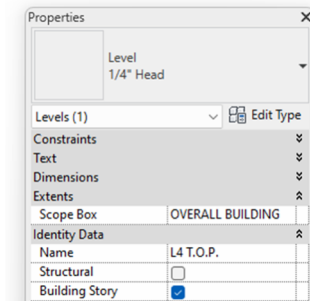 Properties
Level
1/4" Head
Levels (1) Edit Type
Constraints
Text
Dimensions
Extents
Scope Box OVERALL BUILDING
Identity Data
Name L4 T.O.P.
Structural
Building Story